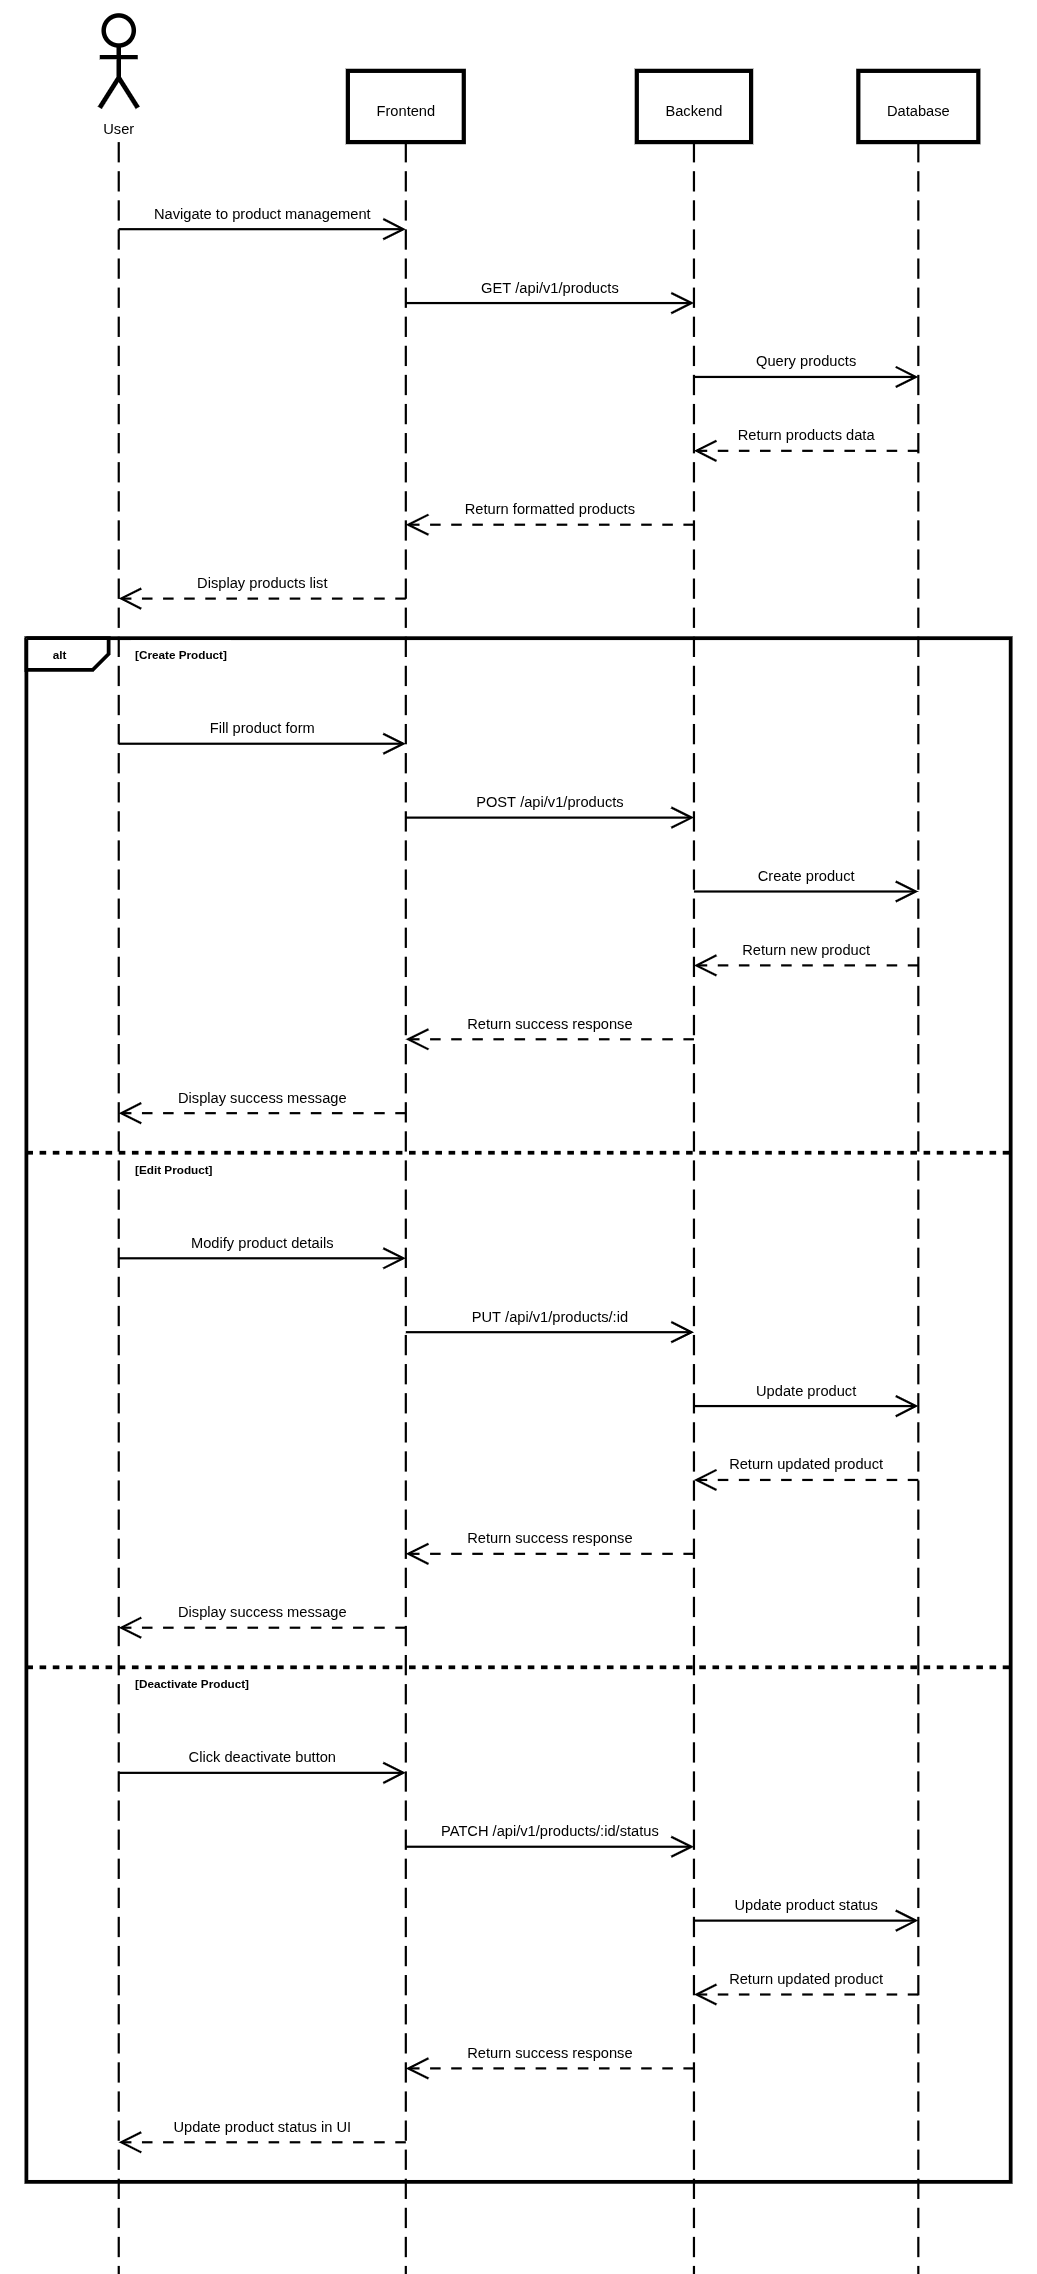 User
Frontend
Backend
Database
Navigate to product management
GET /api/v1/products
Query products
Return products data
Return formatted products
Display products list
alt
[Create Product]
Fill product form
POST /api/v1/products
Create product
Return new product
Return success response
Display success message
[Edit Product]
Modify product details
PUT /api/v1/products/:id
Update product
Return updated product
Return success response
Display success message
[Deactivate Product]
Click deactivate button
PATCH /api/v1/products/:id/status
Update product status
Return updated product
Return success response
Update product status in UI